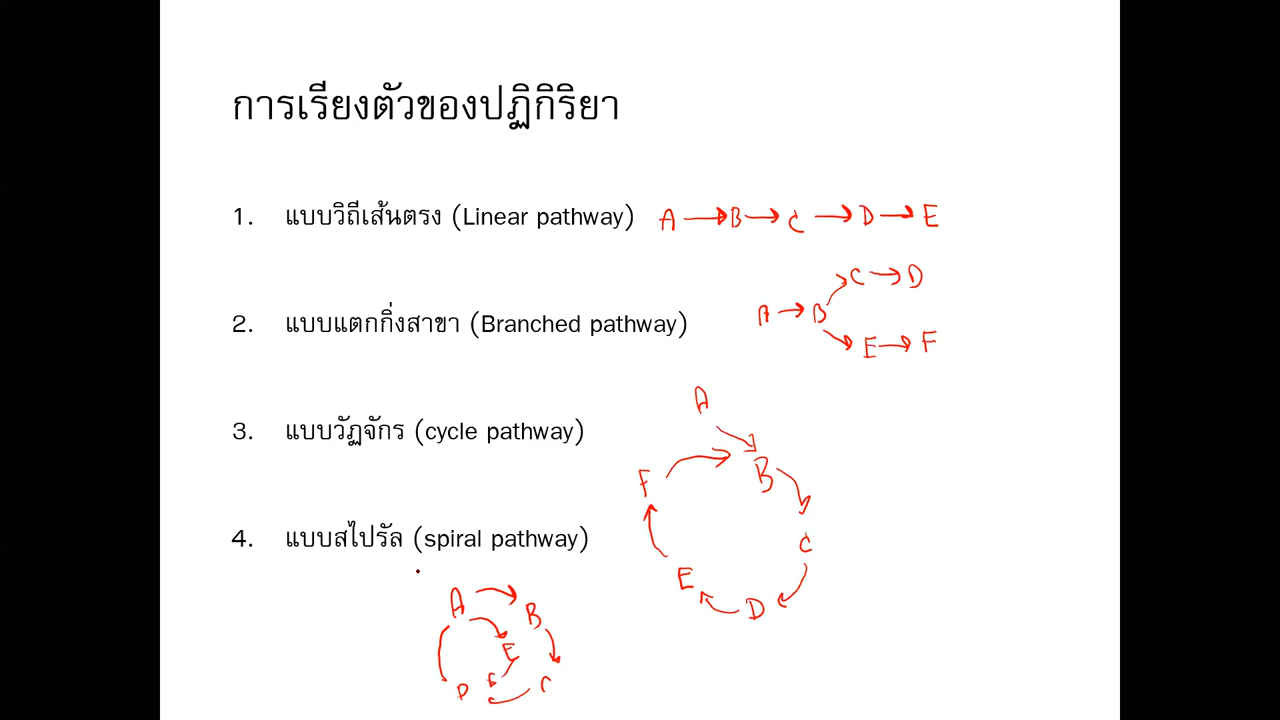 การเรียงตัวของปฏิกิริยา
1. แบบวิถีเส้นตรง (Linear pathway) A → B → C → D → E
C → D
2. แบบแตกกิ่งสาขา (Branched pathway) A → B
E → F
A
3. แบบวัฏจักร (cycle pathway)
F B
4. แบบสไปรัล (spiral pathway) C
E D
A B
E
D C